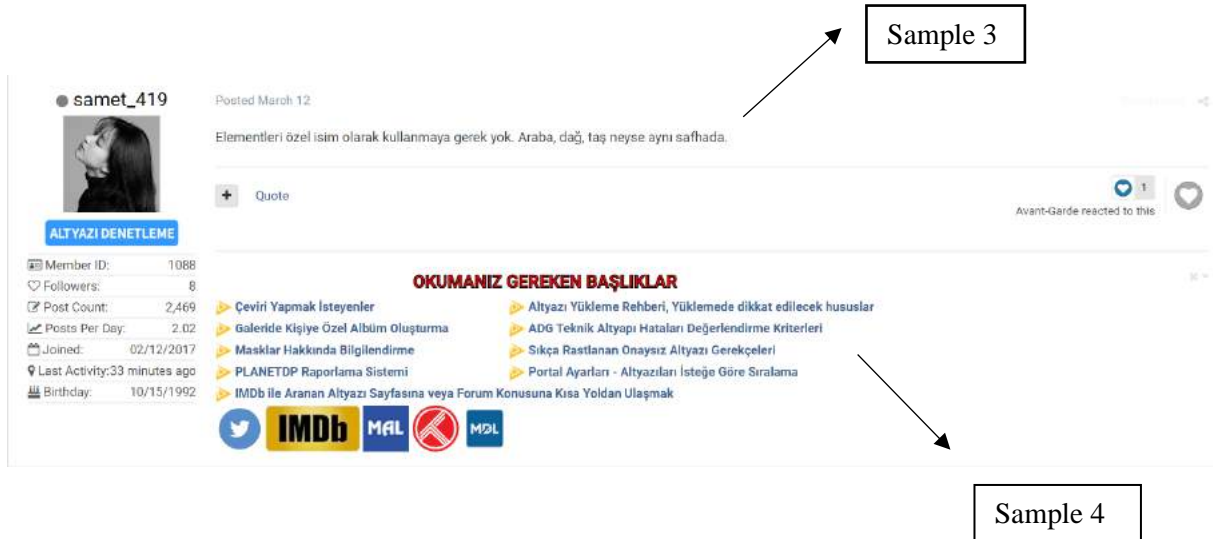 Sample 3
samet_419
Posted March 12
Elementleri özel isim olarak kullanmaya gerek yok. Araba, dağ, taş neyse aynı safhada.
+ Quote
1
Avant-Garde reacted to this
ALTYAZI DENETLEME
Member ID: 1088
Followers: 8
Post Count: 2,469
Posts Per Day: 2.02
Joined: 02/12/2017
Last Activity:33 minutes ago
Birthday: 10/15/1992
OKUMANIZ GEREKEN BAŞLIKLAR
Çeviri Yapmak İsteyenler
Altyazı Yükleme Rehberi, Yüklemede dikkat edilecek hususlar
Galeride Kişiye Özel Albüm Oluşturma
ADG Teknik Altyapı Hataları Değerlendirme Kriterleri
Masklar Hakkında Bilgilendirme
Sıkça Rastlanan Onaysız Altyazı Gerekçeleri
PLANETDP Raporlama Sistemi
Portal Ayarları - Altyazıları İsteğe Göre Sıralama
IMDb ile Aranan Altyazı Sayfasına veya Forum Konusuna Kısa Yoldan Ulaşmak
IMDb MAL MDL
Sample 4